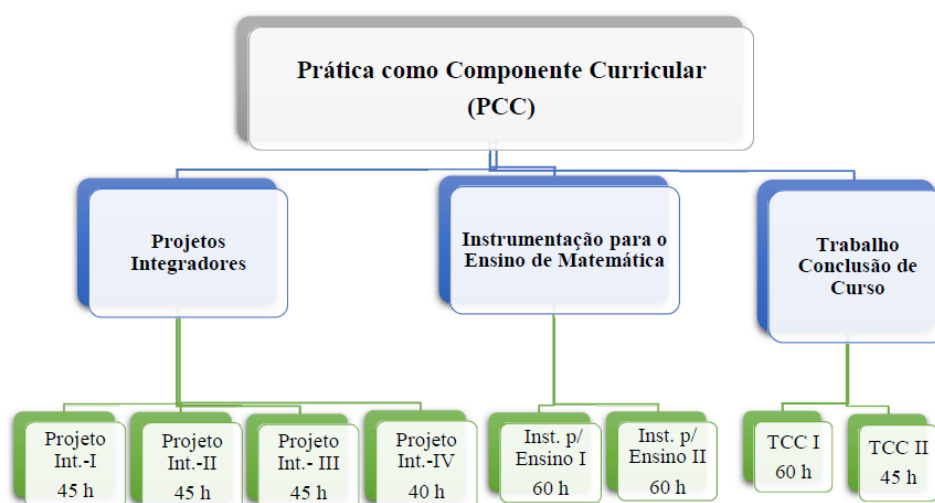 Prática como Componente Curricular
(PCC)
Projetos
Integradores
Instrumentação para o
Ensino de Matemática
Trabalho
Conclusão de
Curso
Projeto
Int.-I
45 h
Projeto
Int.-II
45 h
Projeto
Int.- III
45 h
Projeto
Int.-IV
40 h
Inst. p/
Ensino I
60 h
Inst. p/
Ensino II
60 h
TCC I
60 h
TCC II
45 h